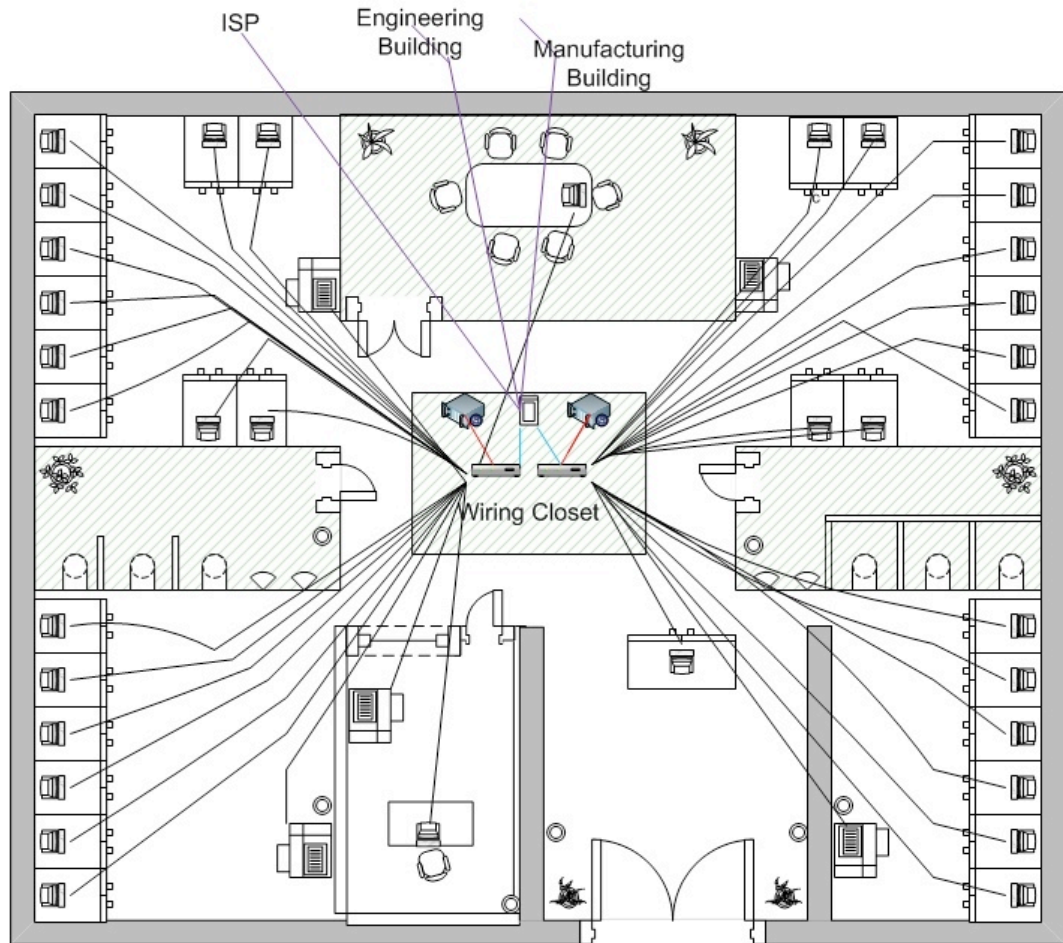 ISP
Engineering
Building
Manufacturing
Building
c
Wiring Closet